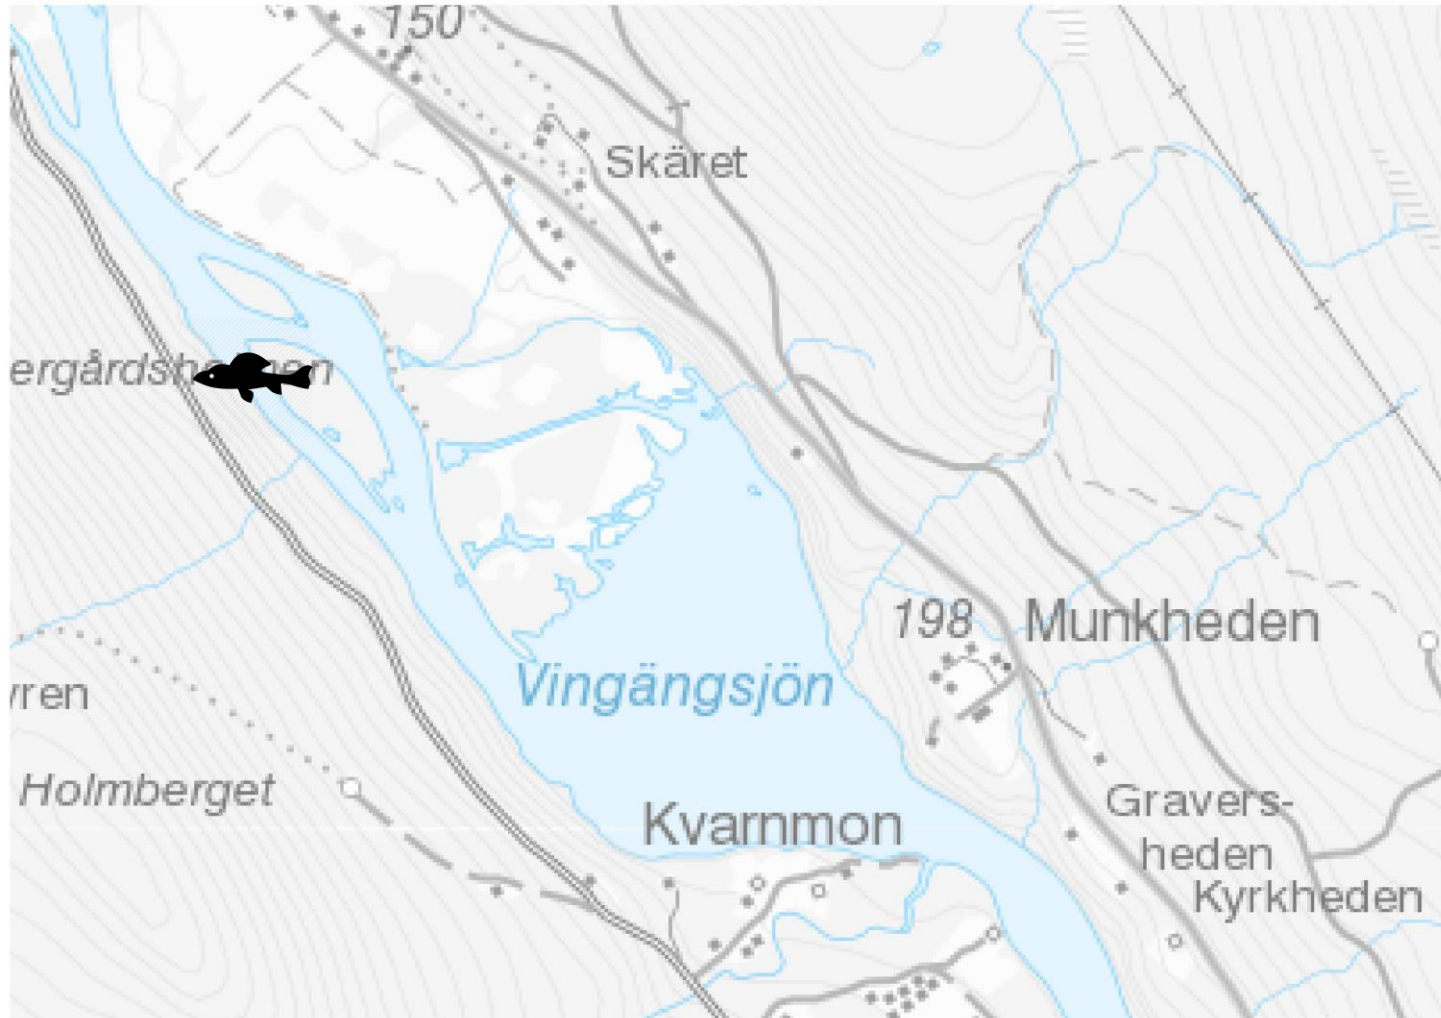 150
Skäret
198
Munkheden
Vingängsjön
Holmberget
Kvarnmon
Gravers-
heden
Kyrkheden